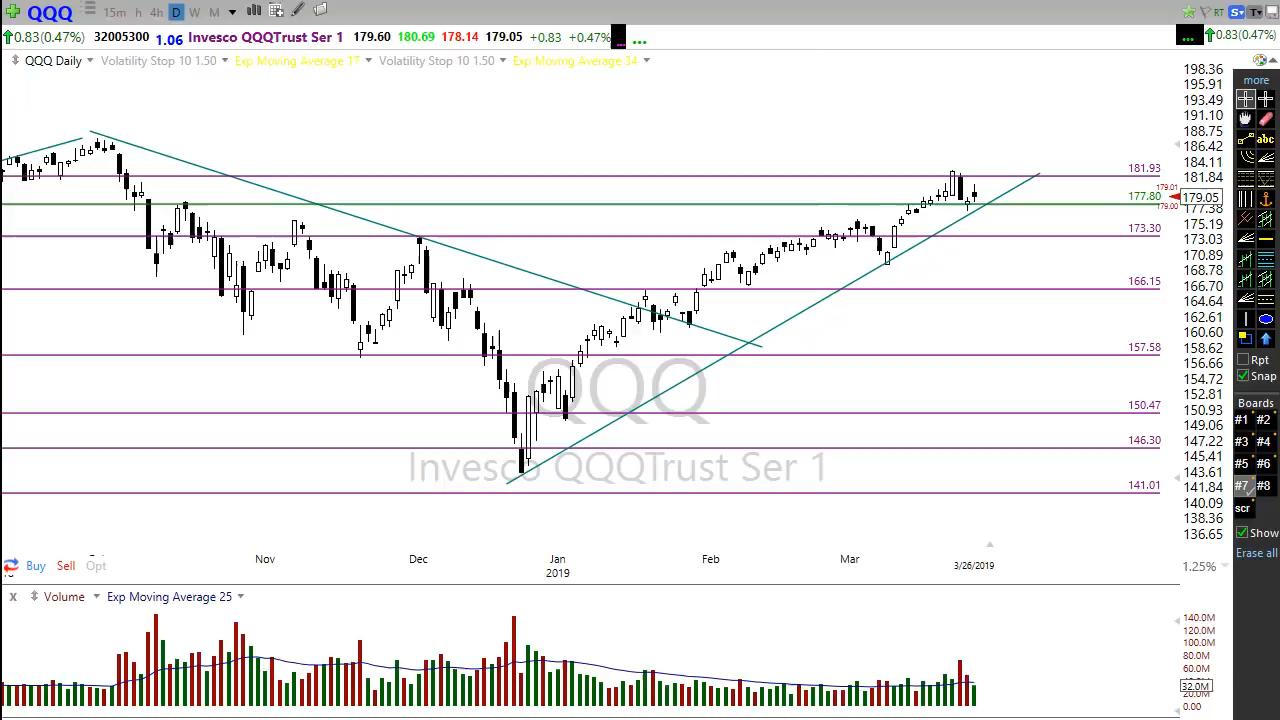 QQQ 15m h 4h D W M RT S T
0.83(0.47%) 32005300 1.06 Invesco QQQTrust Ser 1 179.60 180.69 178.14 179.05 +0.83 +0.47% ... ... 0.83(0.47%)
QQQ Daily Volatility Stop 10 1.50 Exp Moving Average 17 Volatility Stop 10 1.50 Exp Moving Average 34
198.36
more
195.91
193.49
191.10
abc
188.75
186.42
184.11
181.93
181.84
179.01
177.80
179.05
179.00
177.38
175.19
173.30
173.03
170.89
168.78
166.15
166.70
164.64
162.61
160.60
157.58
158.62
Rpt
156.66
Snap
154.72
QQQ
152.81
150.47
150.93
Boards
149.06
#1 #2
146.30
147.22
#3 #4
145.41
Invesco QQQTrust Ser 1
143.61
#5 #6
141.01
141.84
#7 #8
140.09
scr
138.36
136.65
Show
Nov Dec Jan Feb Mar
Erase all
Buy Sell Opt
2019 3/26/2019 1.25%
x Volume Exp Moving Average 25
140.0M
120.0M
100.0M
80.0M
60.0M
32.0M
0.00